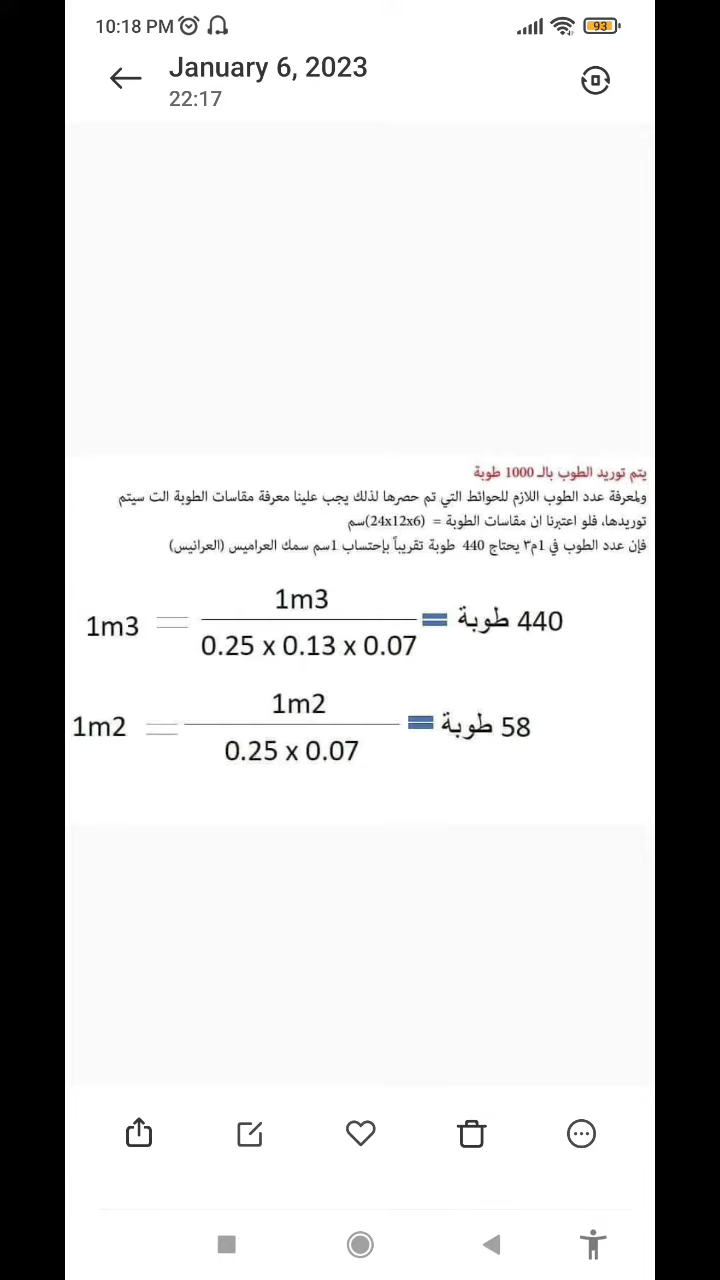 10:18 PM
93
January 6, 2023
22:17
يتم توريد الطوب بالـ 1000 طوبة
ولمعرفة عدد الطوب اللازم للحوائط التي تم حصرها لذلك يجب علينا معرفة مقاسات الطوبة الت سيتم
توريدها، فلو اعتبرنا ان مقاسات الطوبة = (24x12x6)سم
فإن عدد الطوب في 1م٣ يحتاج 440 طوبة تقريباً بإحتساب 1سم سمك العراميس (العرانيس)
1m3 = 1m3 = 440 طوبة
0.25 x 0.13 x 0.07
1m2 = 1m2 = 58 طوبة
0.25 x 0.07